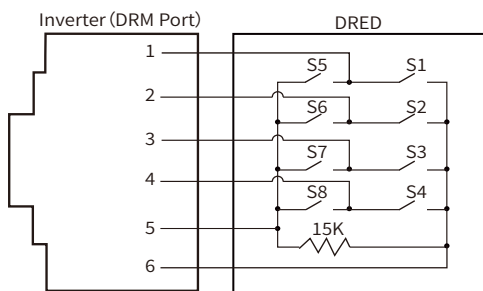 Inverter (DRM Port) DRED
1
S5 S1
2
S6 S2
3
S7 S3
4
S8 S4
5
15K
6